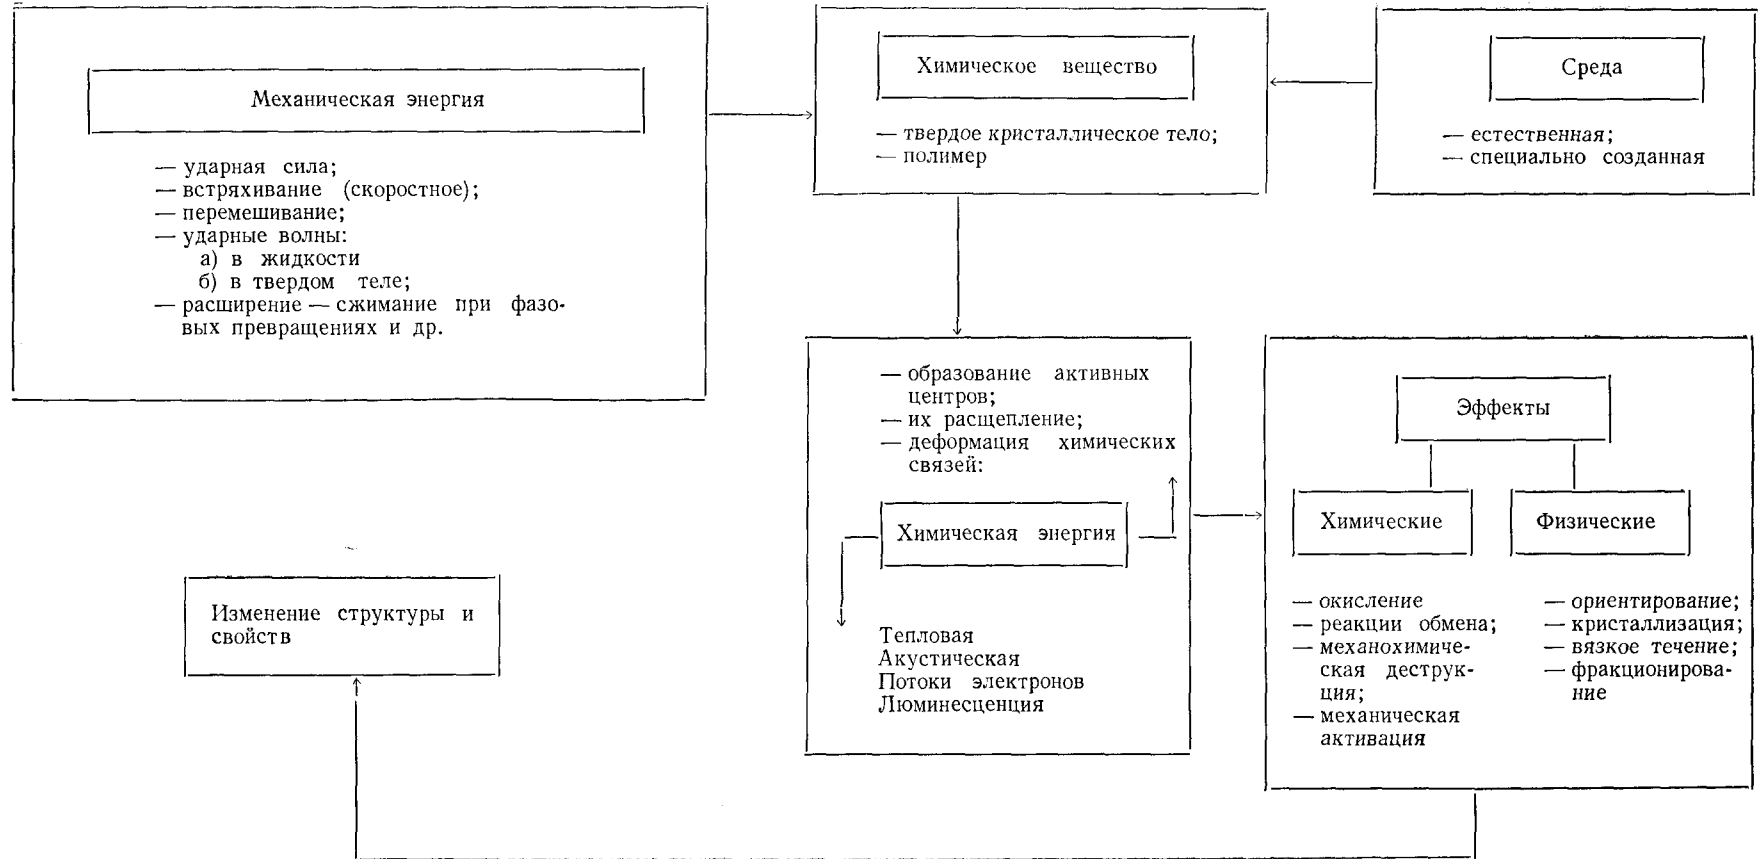 Механическая энергия
— ударная сила;
— встряхивание (скоростное);
— перемешивание;
— ударные волны:
а) в жидкости
б) в твердом теле;
— расширение — сжимание при фазо-
вых превращениях и др.
Химическое вещество
— твердое кристаллическое тело;
— полимер
Среда
— естественная;
— специально созданная
— образование активных
центров;
— их расщепление;
— деформация химических
связей:
Химическая энергия
Тепловая
Акустическая
Потоки электронов
Люминесценция
Эффекты
Химические
— окисление
— реакции обмена;
— механохимиче-
ская деструк-
ция;
— механическая
активация
Физические
— ориентирование;
— кристаллизация;
— вязкое течение;
— фракционирова-
ние
Изменение структуры и
свойств